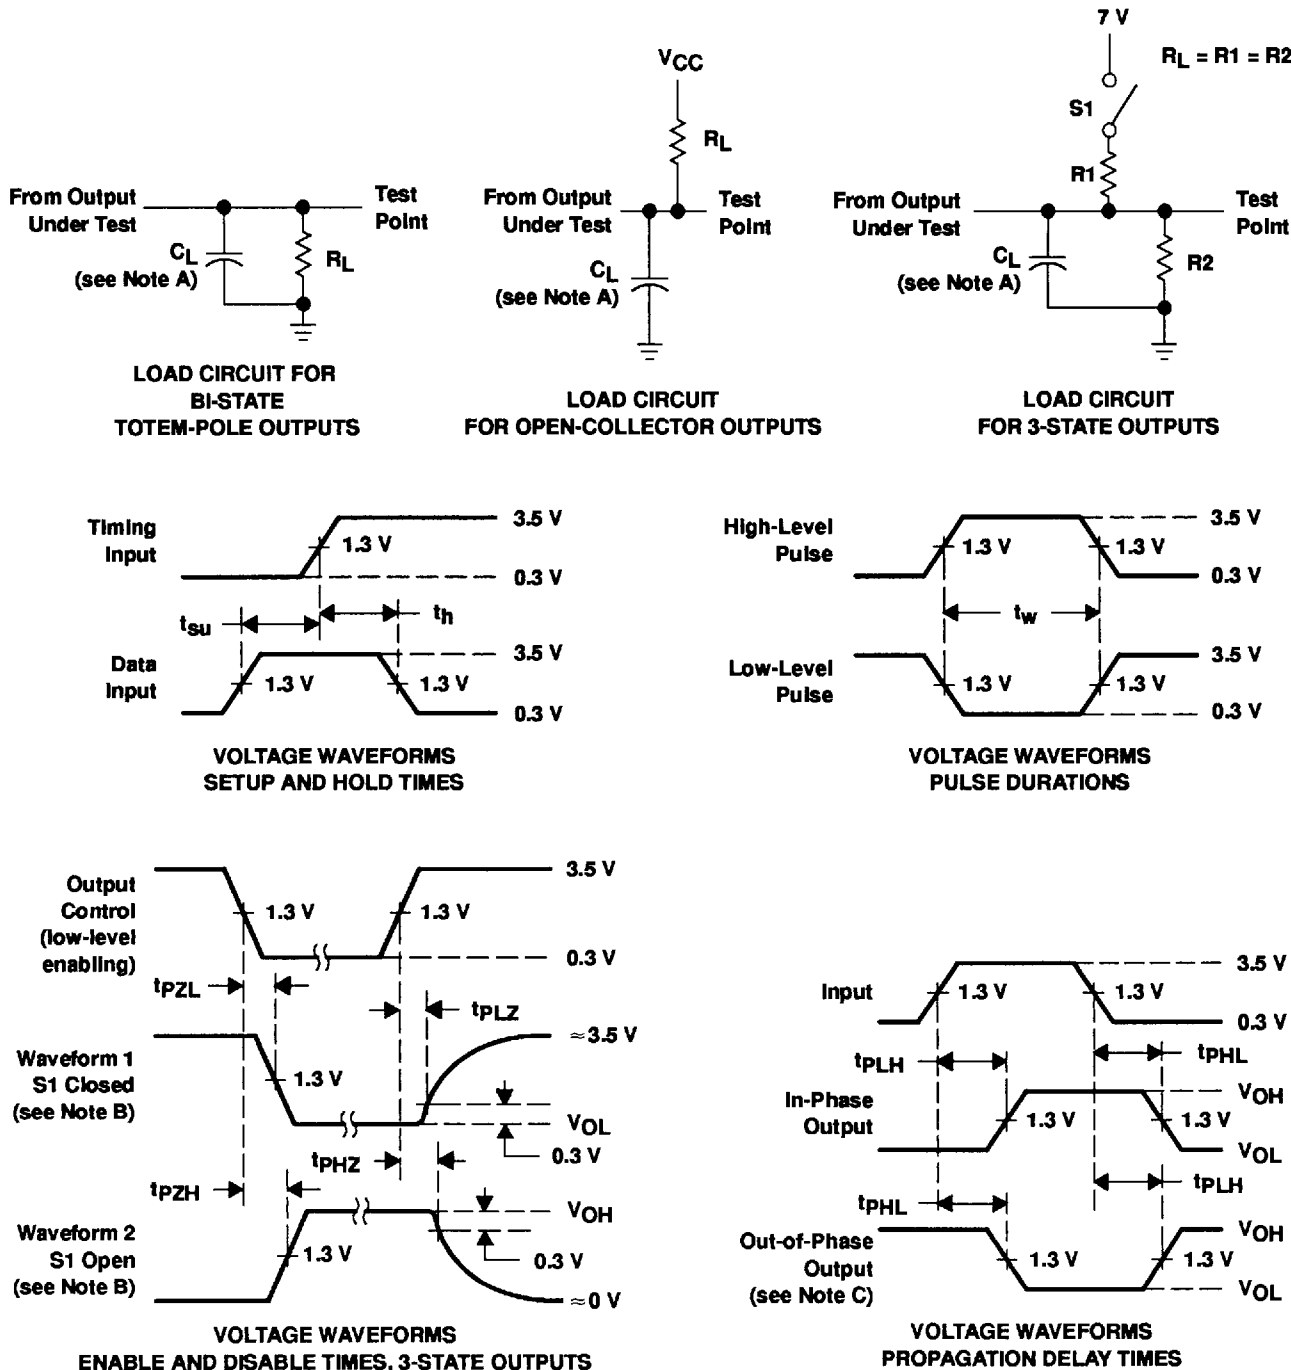 7 V
RL = R1 = R2
S1
R1
From Output
Under Test
Test
Point
CL
(see Note A)
R2
LOAD CIRCUIT
FOR 3-STATE OUTPUTS
VCC
RL
From Output
Under Test
Test
Point
CL
(see Note A)
LOAD CIRCUIT
FOR OPEN-COLLECTOR OUTPUTS
From Output
Under Test
Test
Point
CL
(see Note A)
RL
LOAD CIRCUIT FOR
BI-STATE
TOTEM-POLE OUTPUTS
Timing
Input
1.3 V
3.5 V
0.3 V
tsu
th
Data
Input
1.3 V
1.3 V
3.5 V
0.3 V
VOLTAGE WAVEFORMS
SETUP AND HOLD TIMES
High-Level
Pulse
1.3 V
1.3 V
3.5 V
0.3 V
tw
Low-Level
Pulse
1.3 V
1.3 V
3.5 V
0.3 V
VOLTAGE WAVEFORMS
PULSE DURATIONS
Output
Control
(low-level
enabling)
1.3 V
1.3 V
3.5 V
0.3 V
tPZL
tPLZ
Waveform 1
S1 Closed
(see Note B)
1.3 V
≈3.5 V
VOL
0.3 V
tPHZ
tPZH
Waveform 2
S1 Open
(see Note B)
1.3 V
VOH
0.3 V
≈0 V
VOLTAGE WAVEFORMS
ENABLE AND DISABLE TIMES, 3-STATE OUTPUTS
Input
1.3 V
1.3 V
3.5 V
0.3 V
tPLH
tPHL
In-Phase
Output
1.3 V
1.3 V
VOH
VOL
tPHL
tPLH
Out-of-Phase
Output
(see Note C)
1.3 V
1.3 V
VOH
VOL
VOLTAGE WAVEFORMS
PROPAGATION DELAY TIMES